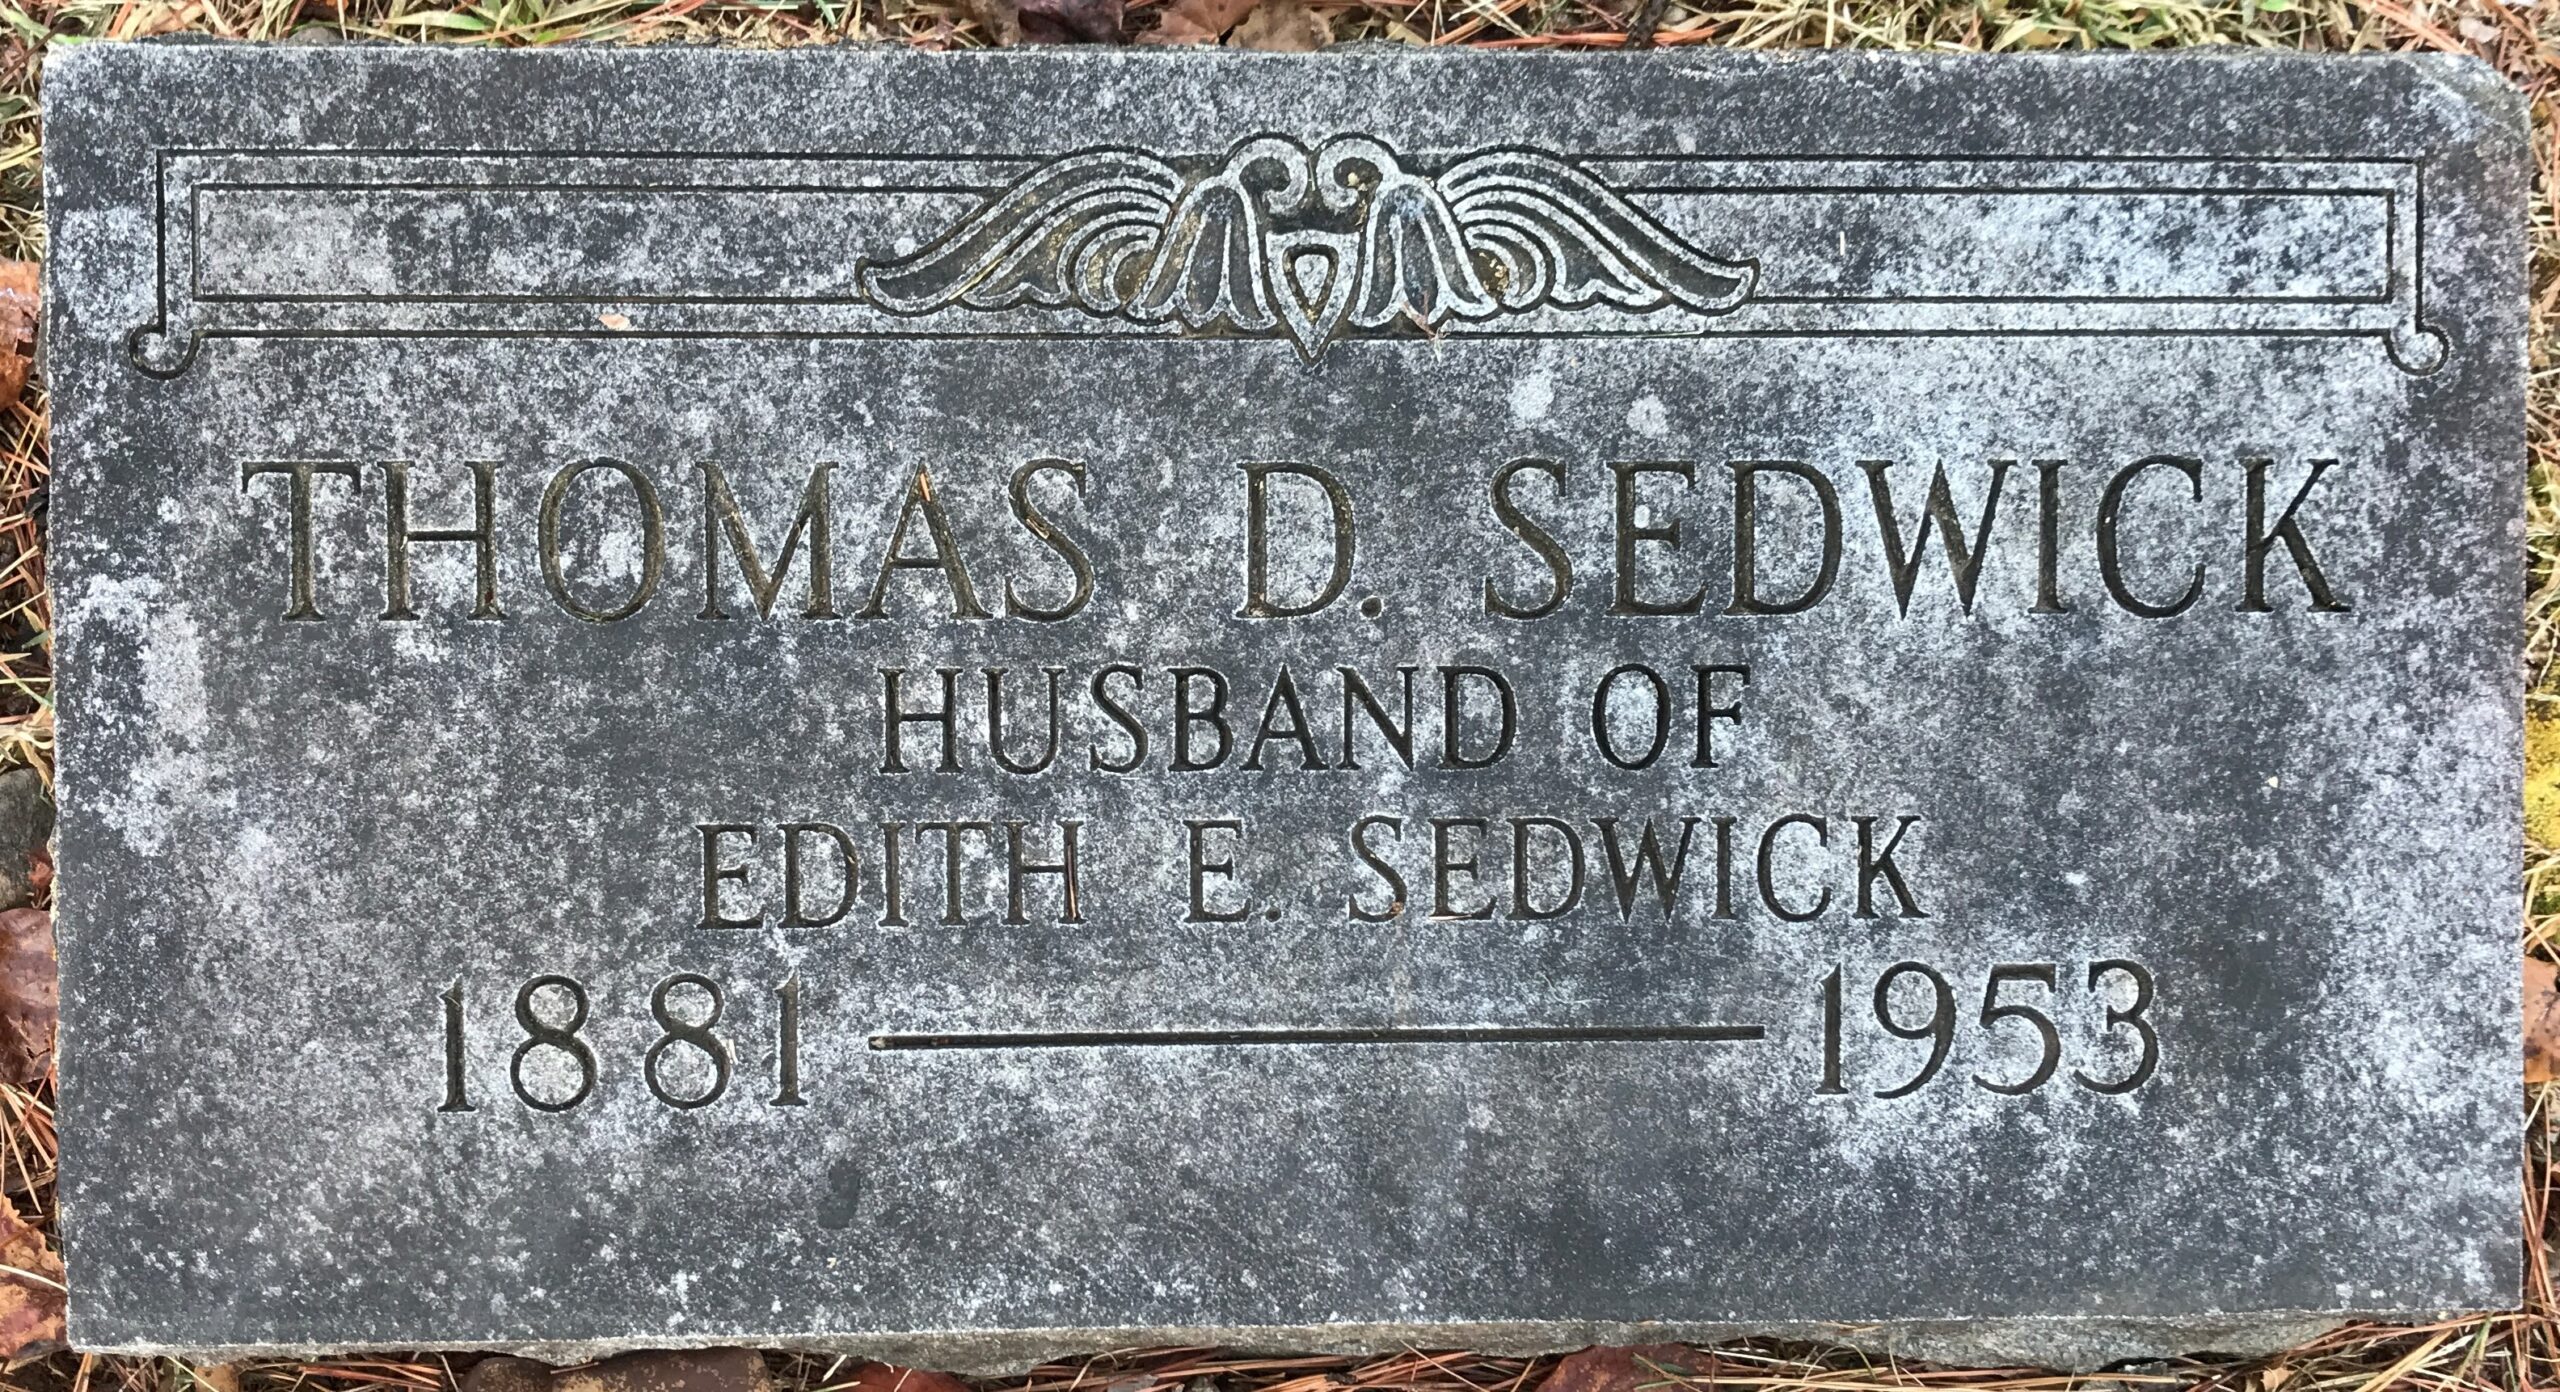 THOMAS D. SEDWICK
HUSBAND OF
EDITH E. SEDWICK
1881 — 1953